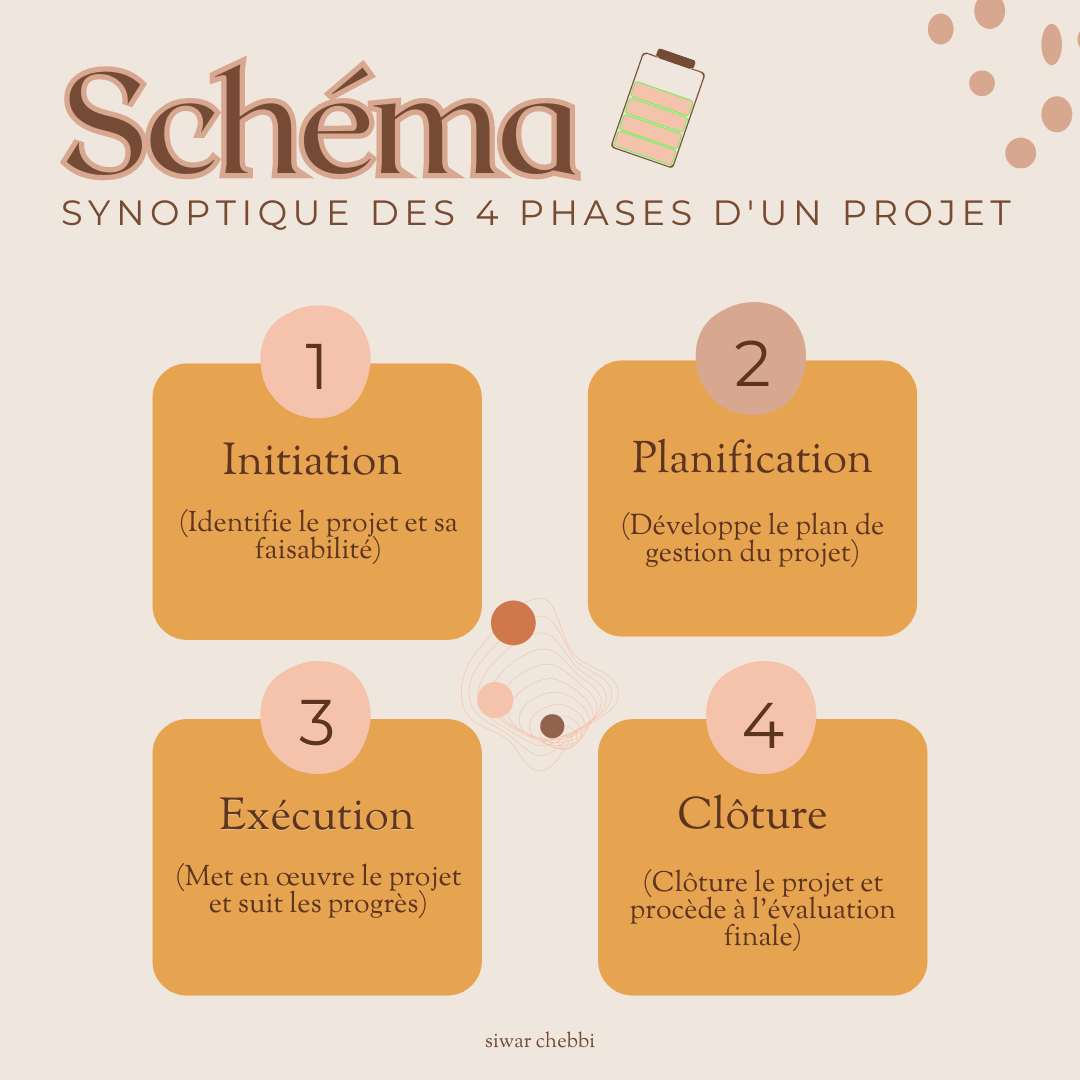 Schéma
SYNOPTIQUE DES 4 PHASES D'UN PROJET
1
Initiation
(Identifie le projet et sa
faisabilité)
2
Planification
(Développe le plan de
gestion du projet)
3
Exécution
(Met en œuvre le projet
et suit les progrès)
4
Clôture
(Clôture le projet et
procède à l’évaluation
finale)
siwar chebbi